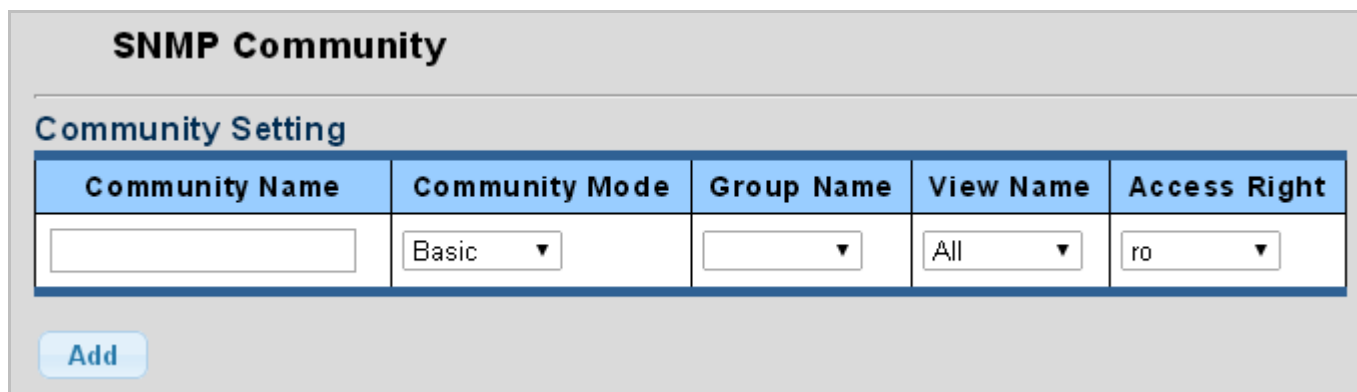 SNMP Community
Community Setting
Community Name Community Mode Group Name View Name Access Right
Basic All ro
Add